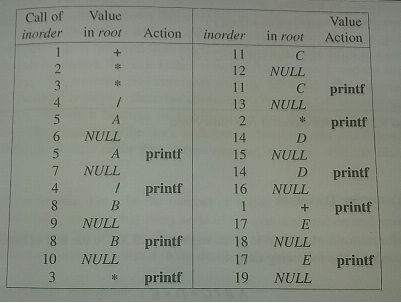 Call of Value Value
inorder in root Action inorder in root Action
1 + 11 C
2 * 12 NULL
3 * 11 C printf
4 / 13 NULL
5 A 2 * printf
6 NULL 14 D
5 A printf 15 NULL
7 NULL 14 D printf
4 / printf 16 NULL
8 B 1 + printf
9 NULL 17 E
8 B printf 18 NULL
10 NULL 17 E printf
3 * printf 19 NULL